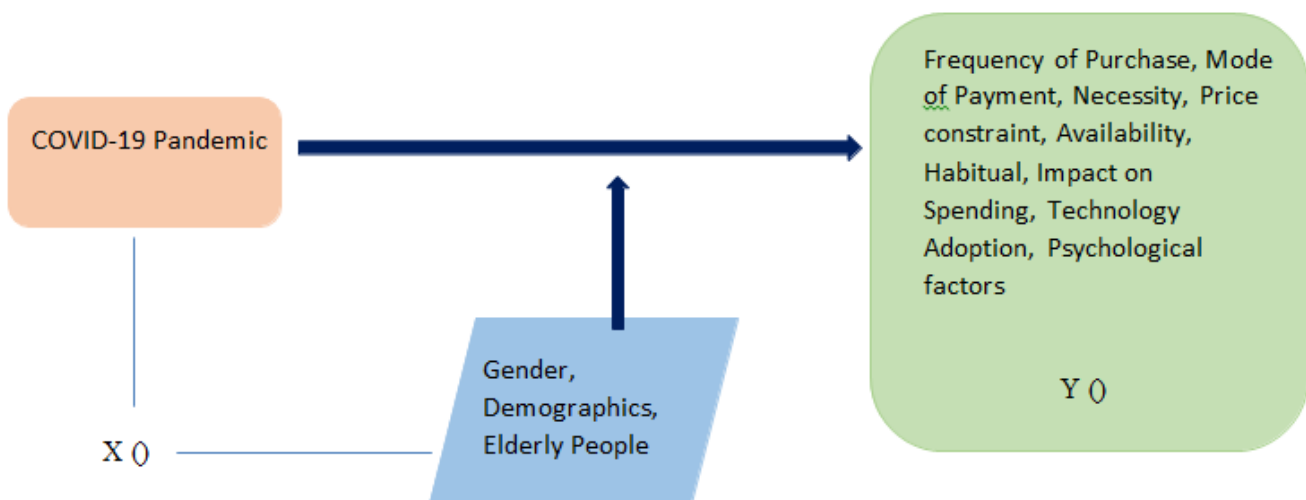 COVID-19 Pandemic
Frequency of Purchase, Mode
of Payment, Necessity, Price
constraint, Availability,
Habitual, Impact on
Spending, Technology
Adoption, Psychological
factors
Y ()
Gender,
Demographics,
Elderly People
X ()